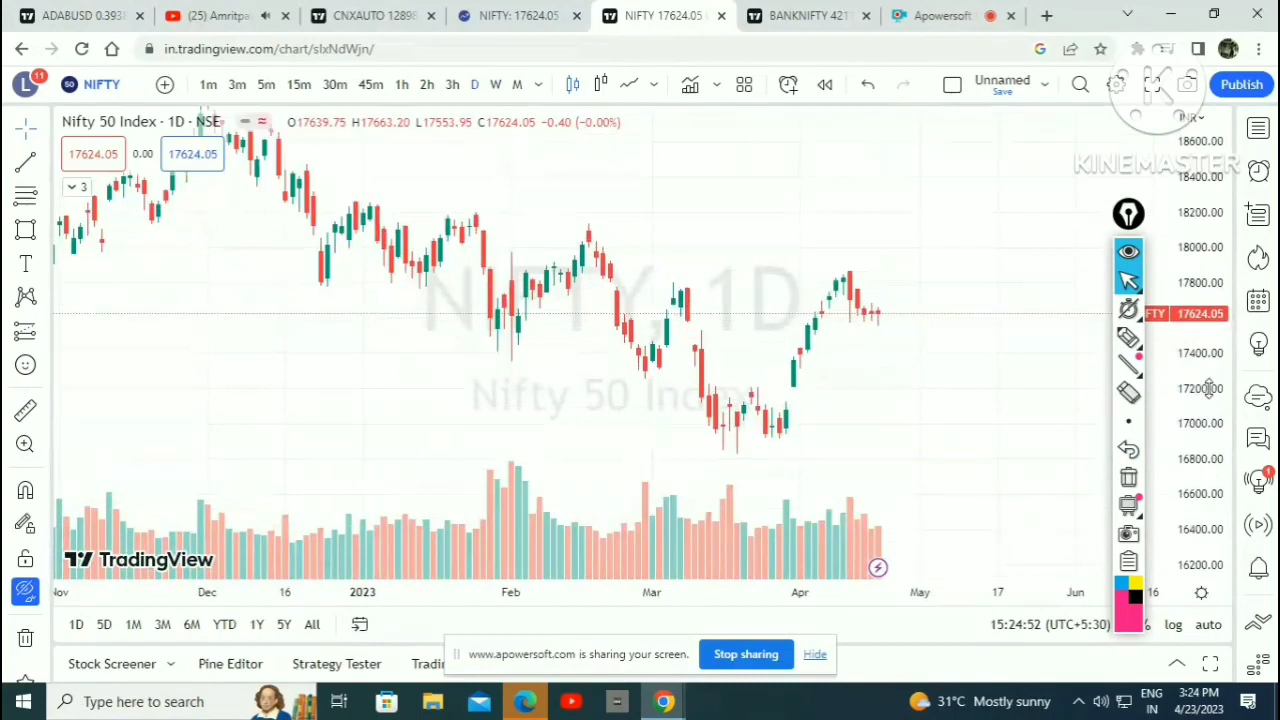 ADABUSD 0.3938
(25) Amritpa
CNXAUTO 12898
NIFTY: 17624.05
NIFTY 17624.05
BANKNIFTY 421
Apowersoft
in.tradingview.com/chart/slxNdWjn/
L 11 50 NIFTY 1m 3m 5m 15m 30m 45m 1h 2h 3h D W M Unnamed Save Publish
Nifty 50 Index · 1D · NSE O17639.75 H17663.20 L17553.95 C17624.05 -0.40 (-0.00%) INR
17624.05 0.00 17624.05
3
KINEMASTER
18600.00
18400.00
18200.00
18000.00
17800.00
NIFTY, 1D
FTY 17624.05
17400.00
Nifty 50 Index
17200.00
17000.00
16800.00
16600.00
16400.00
16200.00
TradingView
Nov Dec 2023 16 Feb Mar Apr May 17 Jun 16
1D 5D 1M 3M 6M YTD 1Y 5Y All 15:24:52 (UTC+5:30) % log auto
www.apowersoft.com is sharing your screen. Stop sharing Hide
Stock Screener Pine Editor Strategy Tester Tradi
Type here to search
31°C Mostly sunny
ENG
IN
3:24 PM
4/23/2023